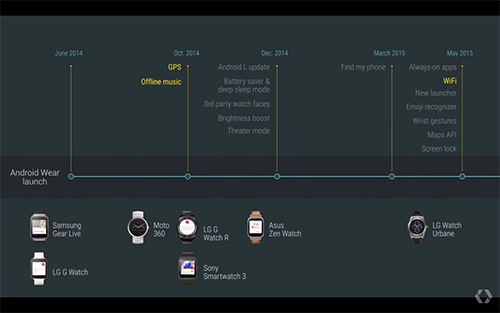 June 2014
Oct. 2014
Dec. 2014
March 2015
May 2015
GPS
Offline music
Android L update
Battery saver &
deep sleep mode
3rd party watch faces
Brightness boost
Theater mode
Find my phone
Always-on apps
WiFi
New launcher
Emoji recognizer
Wrist gestures
Maps API
Screen lock
Android Wear
launch
Samsung
Gear Live
LG G Watch
Moto
360
LG G
Watch R
Sony
Smartwatch 3
Asus
Zen Watch
LG Watch
Urbane